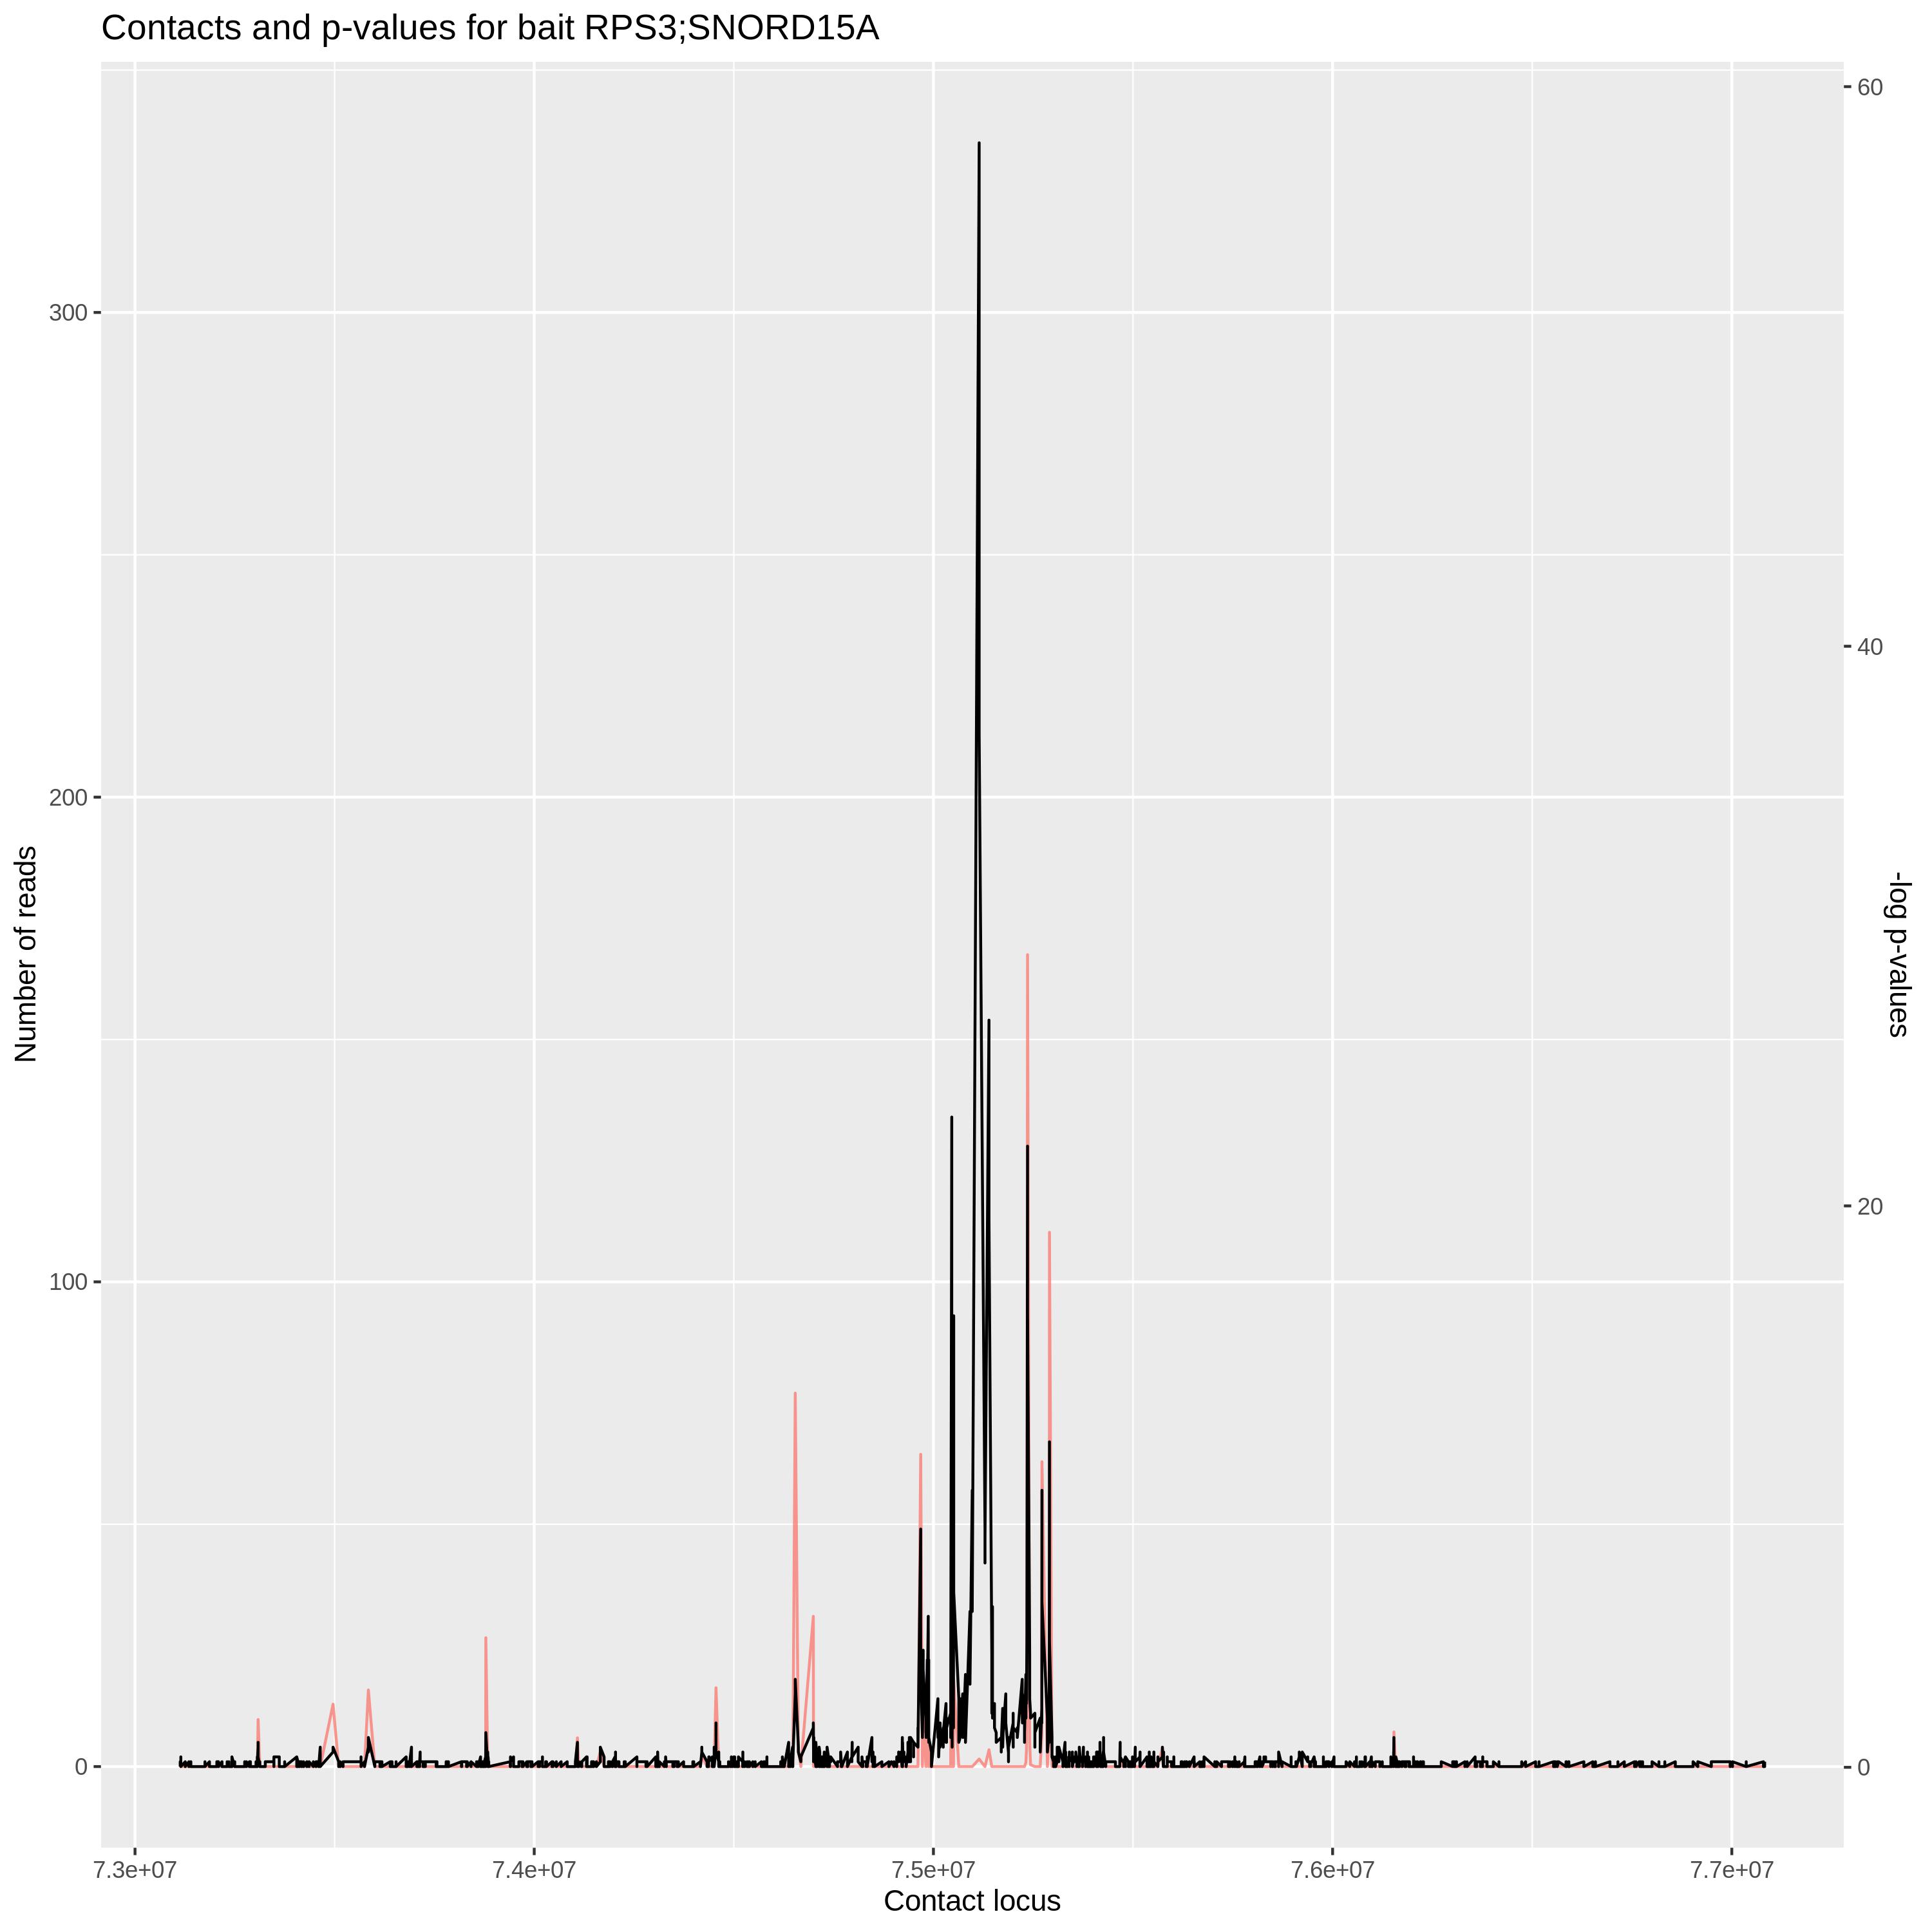 Contacts and p-values for bait RPS3;SNORD15A
Number of reads
300
200
100
0
60
40
20
0
-log p-values
7.3e+07 7.4e+07 7.5e+07 7.6e+07 7.7e+07
Contact locus